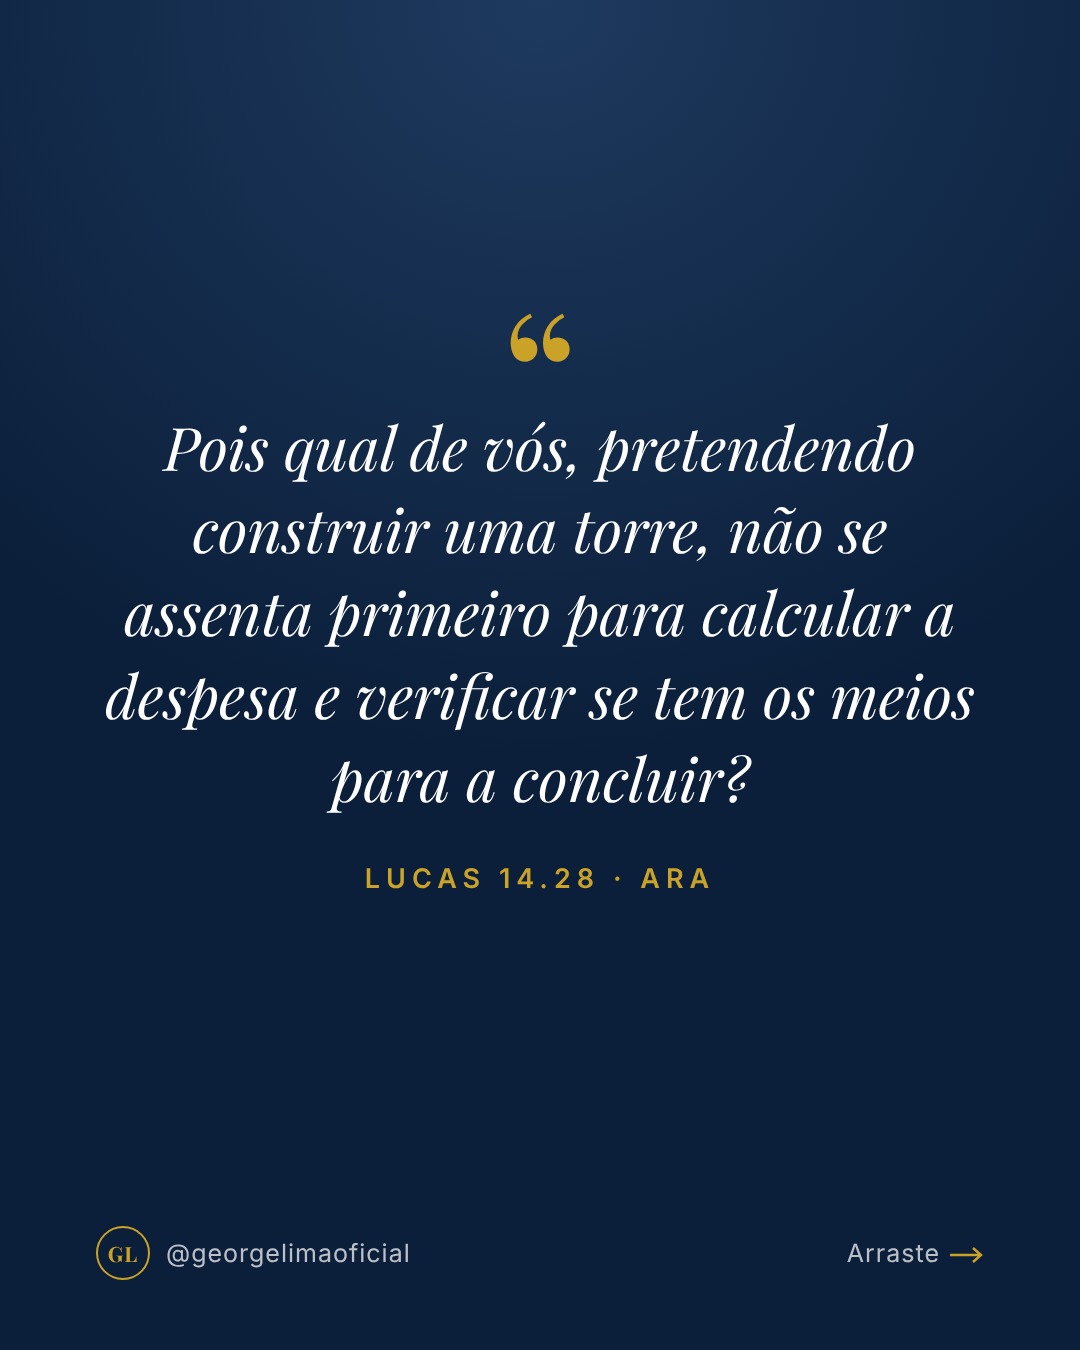 “
Pois qual de vós, pretendendo
construir uma torre, não se
assenta primeiro para calcular a
despesa e verificar se tem os meios
para a concluir?
LUCAS 14.28 · ARA
GL @georgelimaoficial
Arraste →